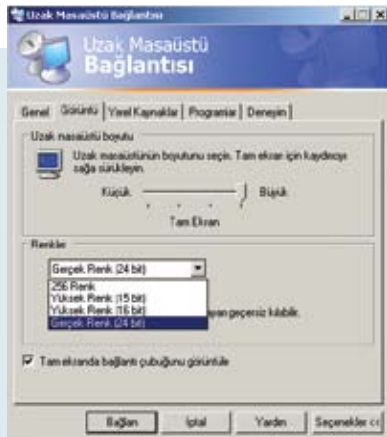 Uzak Masaüstü Bağlantısı
Uzak Masaüstü
Bağlantısı
Genel Görüntü Yerel Kaynaklar Programlar Deneyim
Uzak masaüstü boyutu
Uzak masaüstünün boyutunu seçin. Tam ekran için kaydırıcıyı
sağa sürükleyin.
Küçük Büyük
Tam Ekran
Renkler
Gerçek Renk (24 bit)
256 Renk
Yüksek Renk (15 bit)
Yüksek Renk (16 bit)
geçersiz kılabilir.
Gerçek Renk (24 bit)
Tam ekranda bağlantı çubuğunu görüntüle
Bağlan İptal Yardım Seçenekler <<